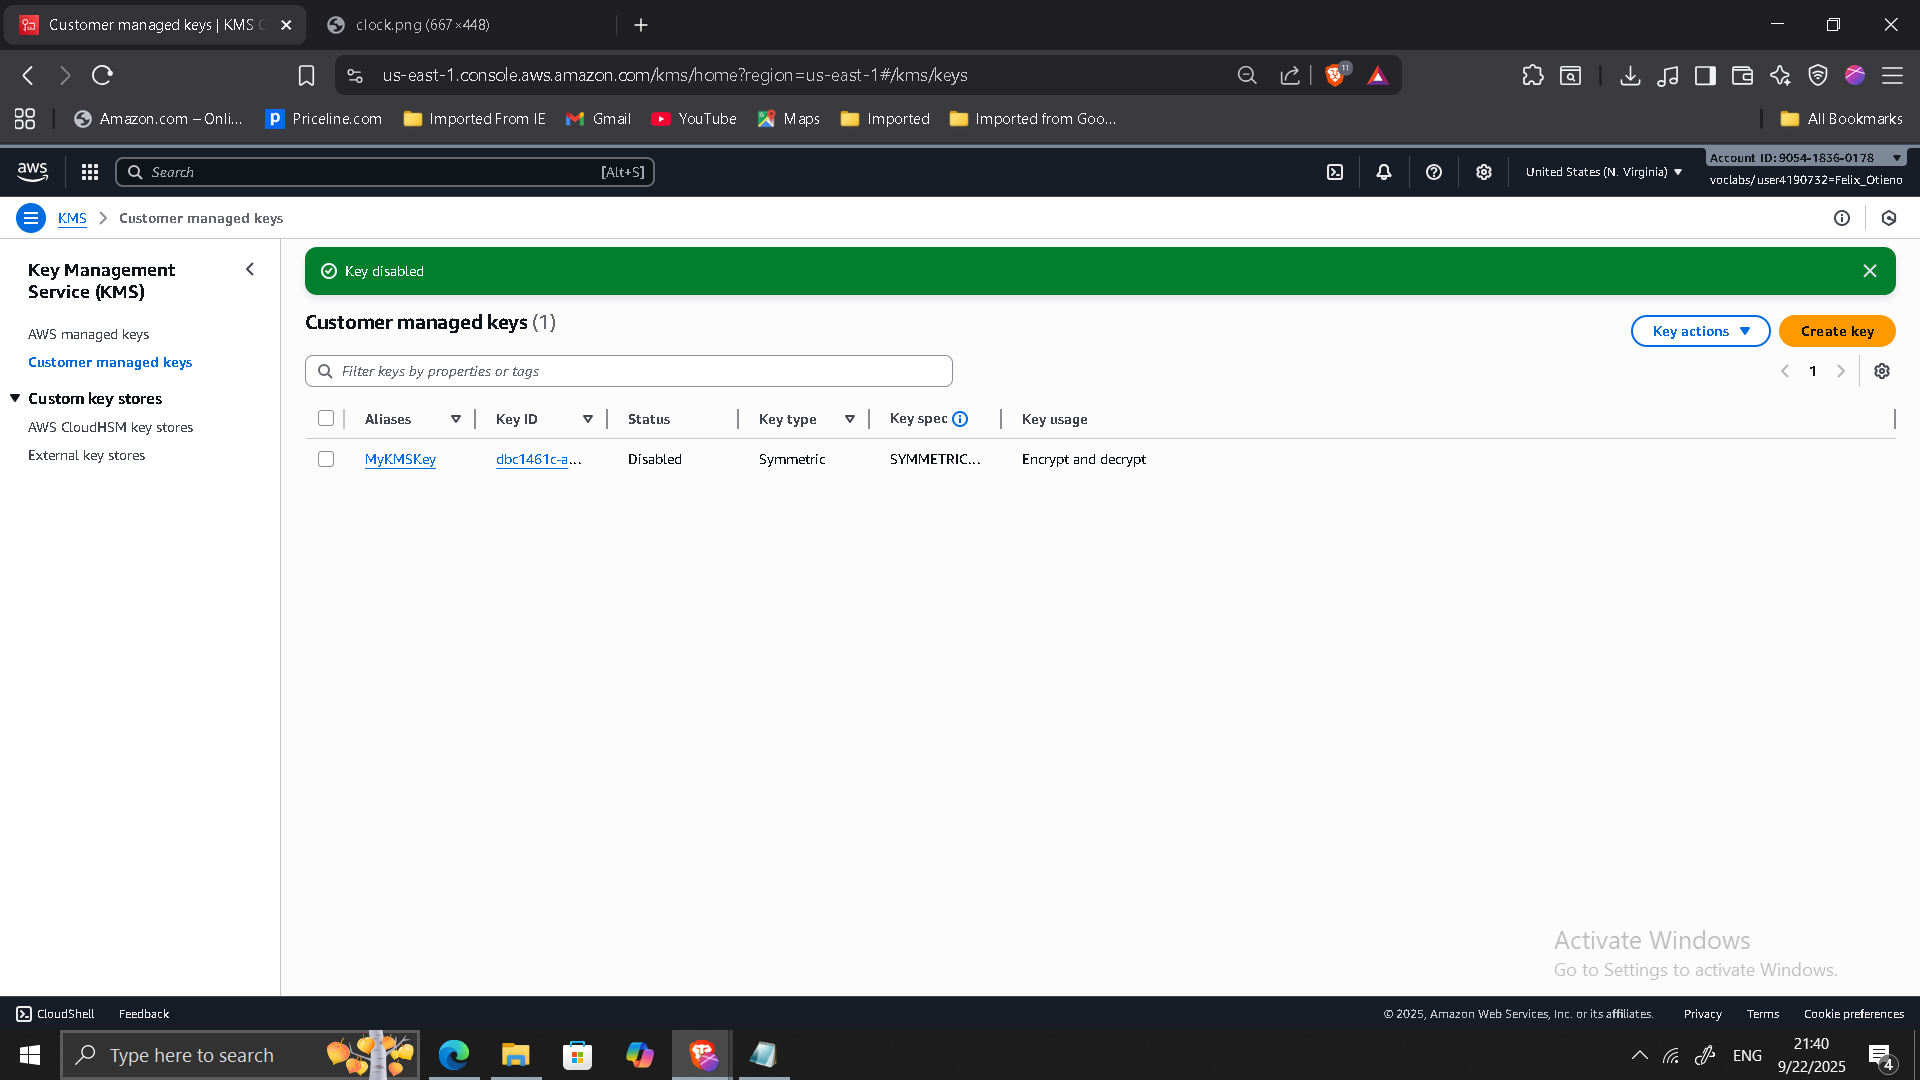 Customer managed keys | KMS C
clock.png (667×448)
us-east-1.console.aws.amazon.com/kms/home?region=us-east-1#/kms/keys
11
Amazon.com – Onli...
Priceline.com
Imported From IE
Gmail
YouTube
Maps
Imported
Imported from Goo...
All Bookmarks
aws
Search
[Alt+S]
United States (N. Virginia)
Account ID: 9054-1836-0178
voclabs/user4190732=Felix_Otieno
KMS
Customer managed keys
Key Management
Service (KMS)
AWS managed keys
Customer managed keys
Custom key stores
AWS CloudHSM key stores
External key stores
Key disabled
Customer managed keys (1)
Key actions
Create key
Filter keys by properties or tags
1
Aliases
Key ID
Status
Key type
Key spec
Key usage
MyKMSKey
dbc1461c-a...
Disabled
Symmetric
SYMMETRIC...
Encrypt and decrypt
Activate Windows
Go to Settings to activate Windows.
CloudShell
Feedback
© 2025, Amazon Web Services, Inc. or its affiliates.
Privacy
Terms
Cookie preferences
Type here to search
ENG
21:40
9/22/2025
4